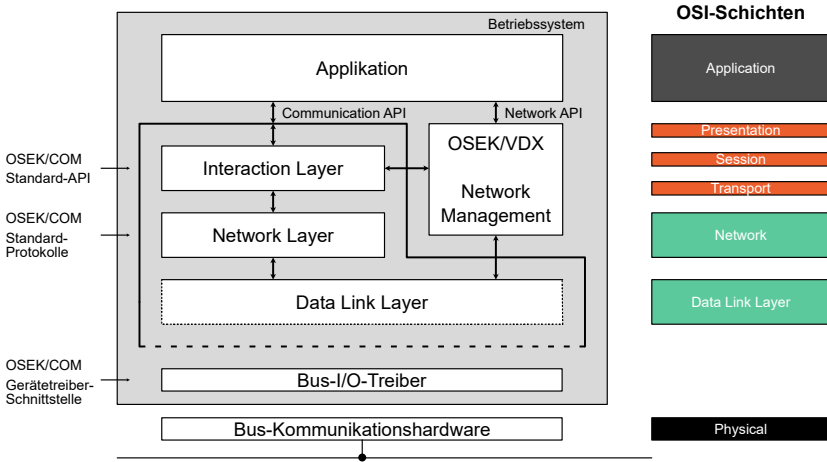 OSI-Schichten
Betriebssystem
Applikation
Application
Communication API
Network API
OSEK/VDX
Network
Management
Presentation
OSEK/COM
Standard-API
Interaction Layer
Session
Transport
OSEK/COM
Standard-
Protokolle
Network Layer
Network
Data Link Layer
Data Link Layer
OSEK/COM
Gerätetreiber-
Schnittstelle
Bus-I/O-Treiber
Bus-Kommunikationshardware
Physical